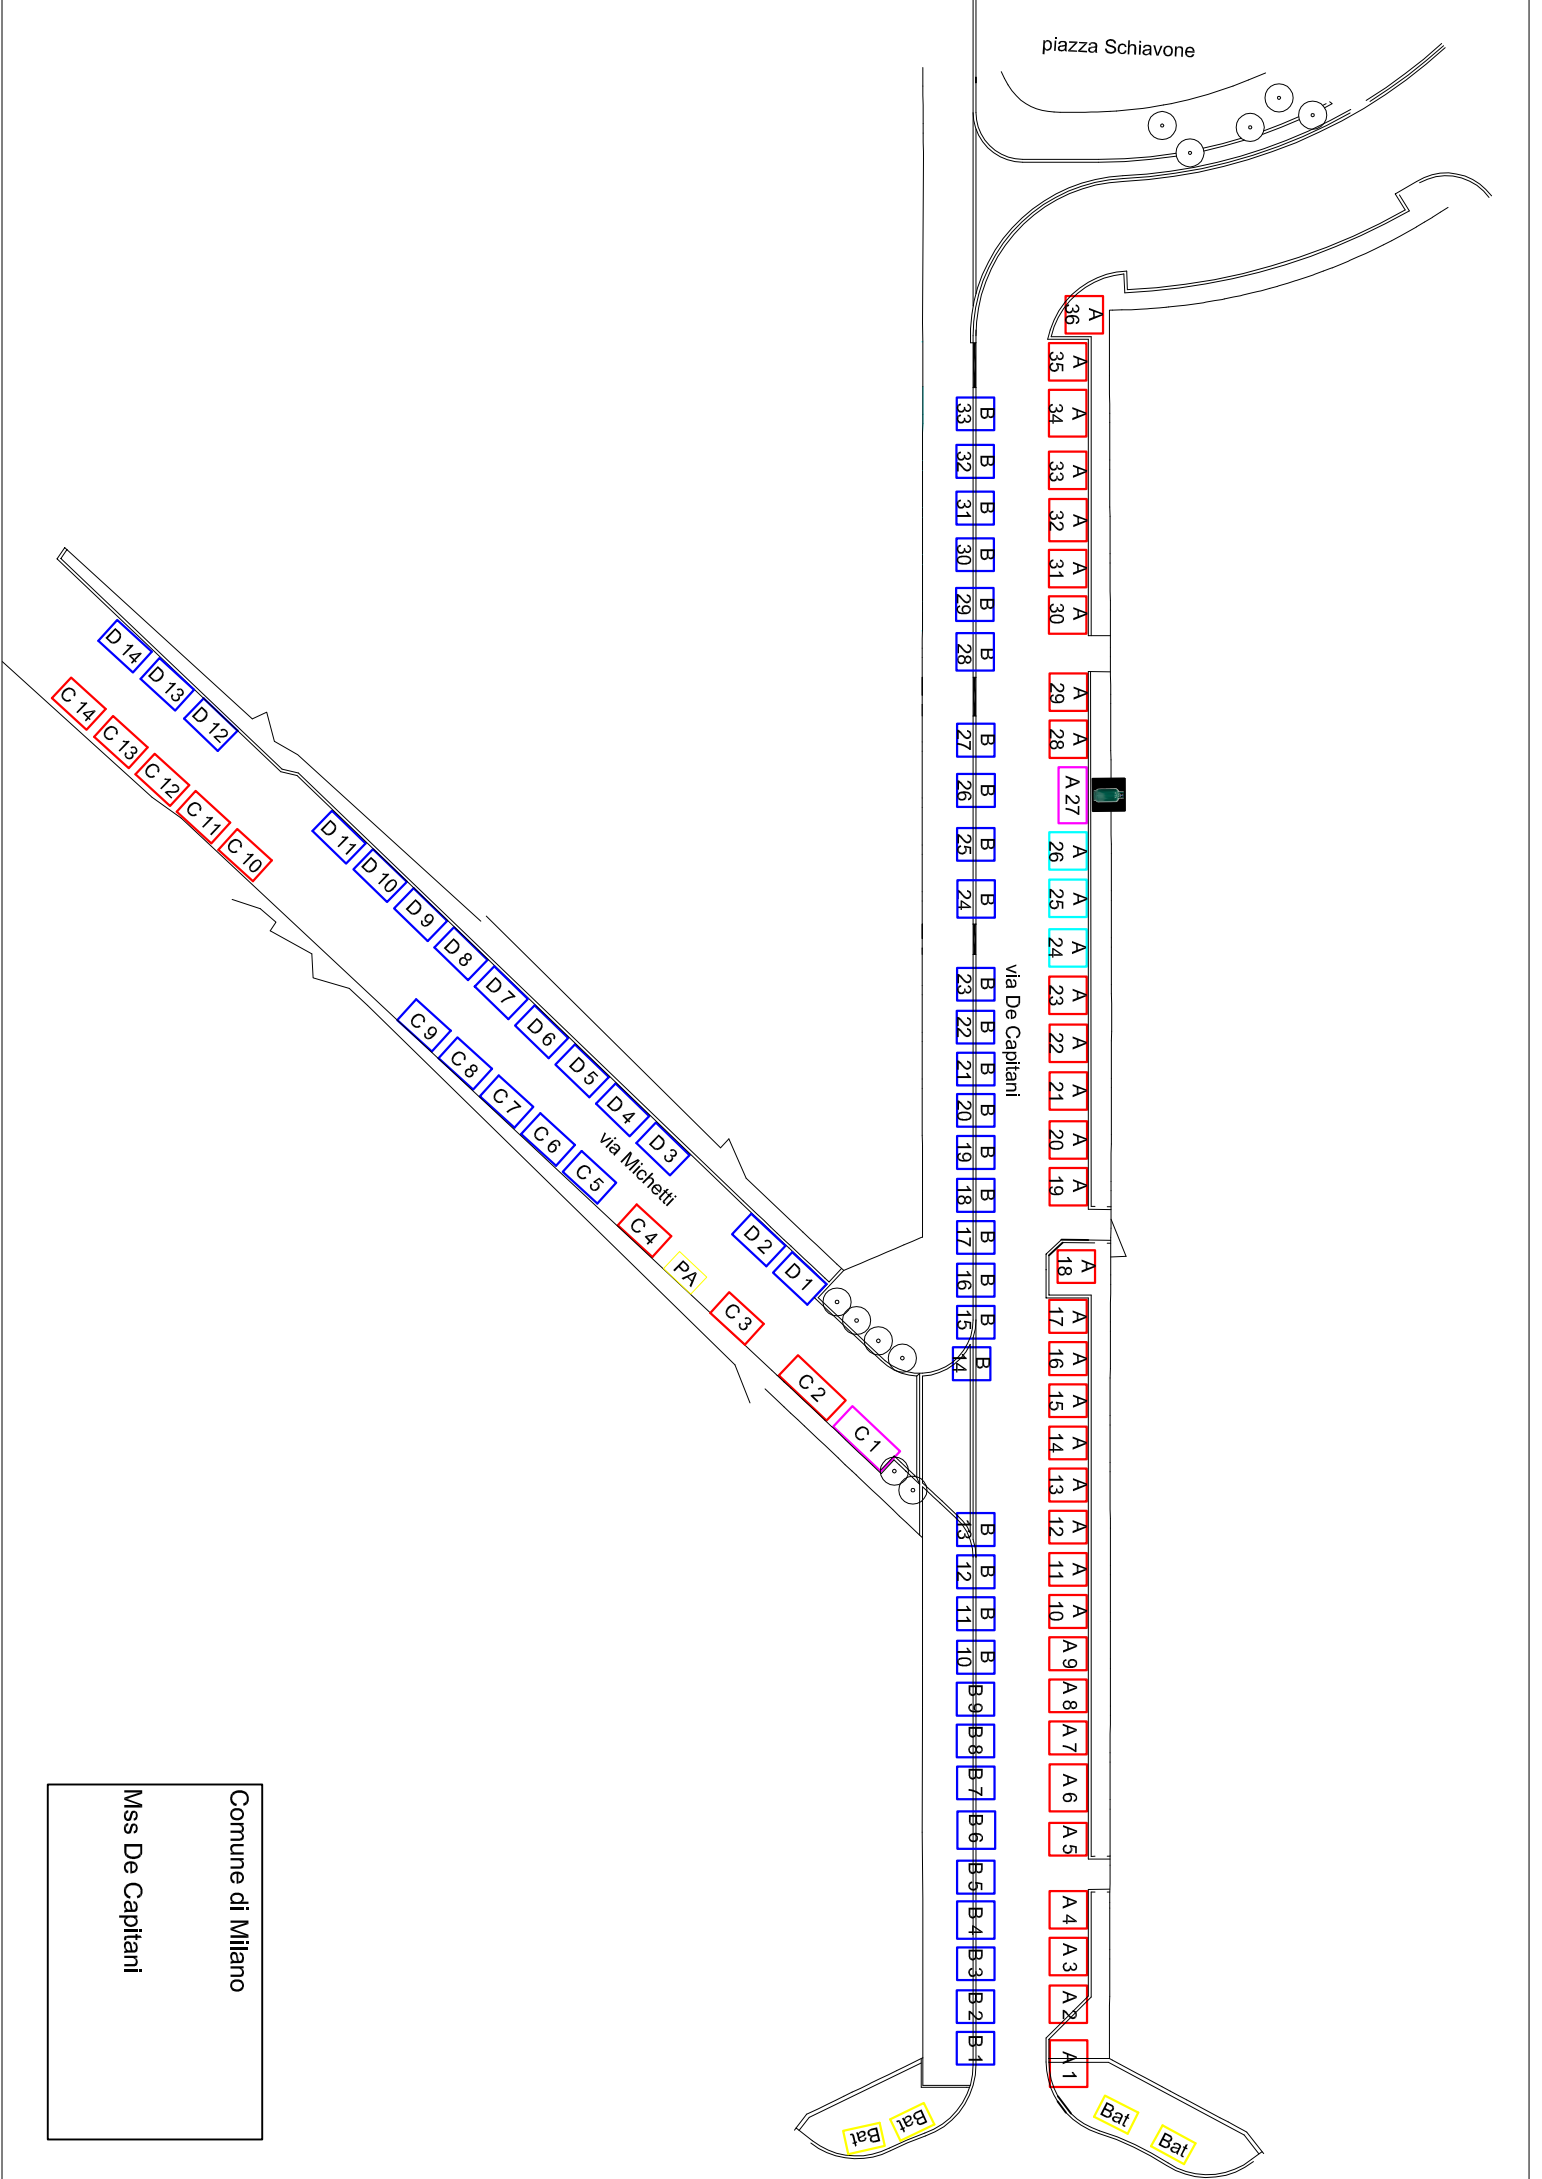 piazza Schiavone
A 36
A 35
A 34
A 33
A 32
A 31
A 30
A 29
A 28
A 27
A 26
A 25
A 24
A 23
A 22
A 21
A 20
A 19
A 18
A 17
A 16
A 15
A 14
A 13
A 12
A 11
A 10
A 9
A 8
A 7
A 6
A 5
A 4
A 3
A 2
A 1
Bat
Bat
B 33
B 32
B 31
B 30
B 29
B 28
B 27
B 26
B 25
B 24
via De Capitani
B 23
B 22
B 21
B 20
B 19
B 18
B 17
B 16
B 15
B 14
B 13
B 12
B 11
B 10
B 9
B 8
B 7
B 6
B 5
B 4
B 3
B 2
B 1
Bat
Bat
D 14
D 13
D 12
D 11
D 10
D 9
D 8
D 7
D 6
D 5
D 4
D 3
D 2
D 1
via Michetti
C 14
C 13
C 12
C 11
C 10
C 9
C 8
C 7
C 6
C 5
C 4
PA
C 3
C 2
C 1
Comune di Milano
Mss De Capitani